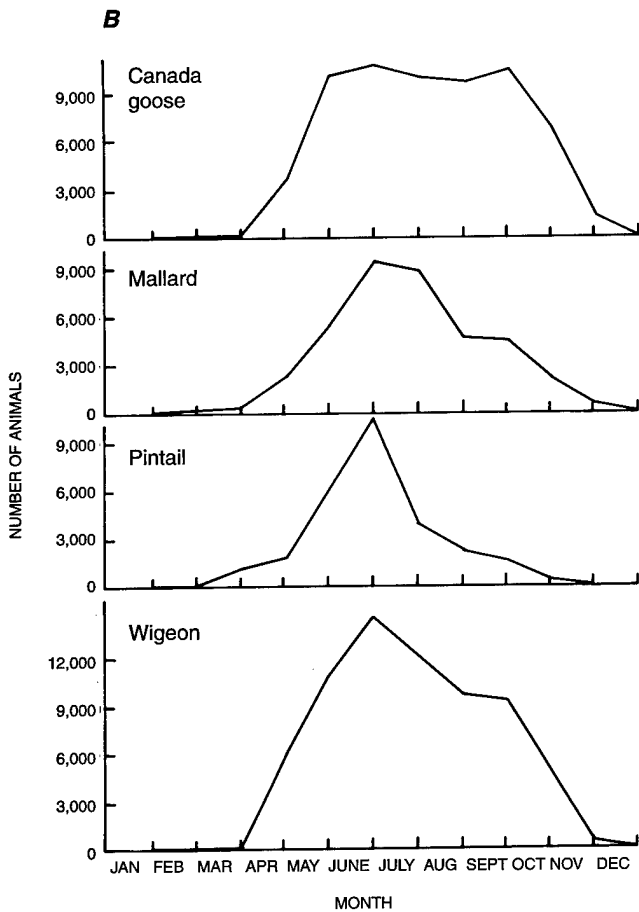 B
Canada
goose
9,000
6,000
3,000
0
Mallard
9,000
6,000
3,000
0
Pintail
9,000
6,000
3,000
0
Wigeon
12,000
9,000
6,000
3,000
0
NUMBER OF ANIMALS
JAN FEB MAR APR MAY JUNE JULY AUG SEPT OCT NOV DEC
MONTH